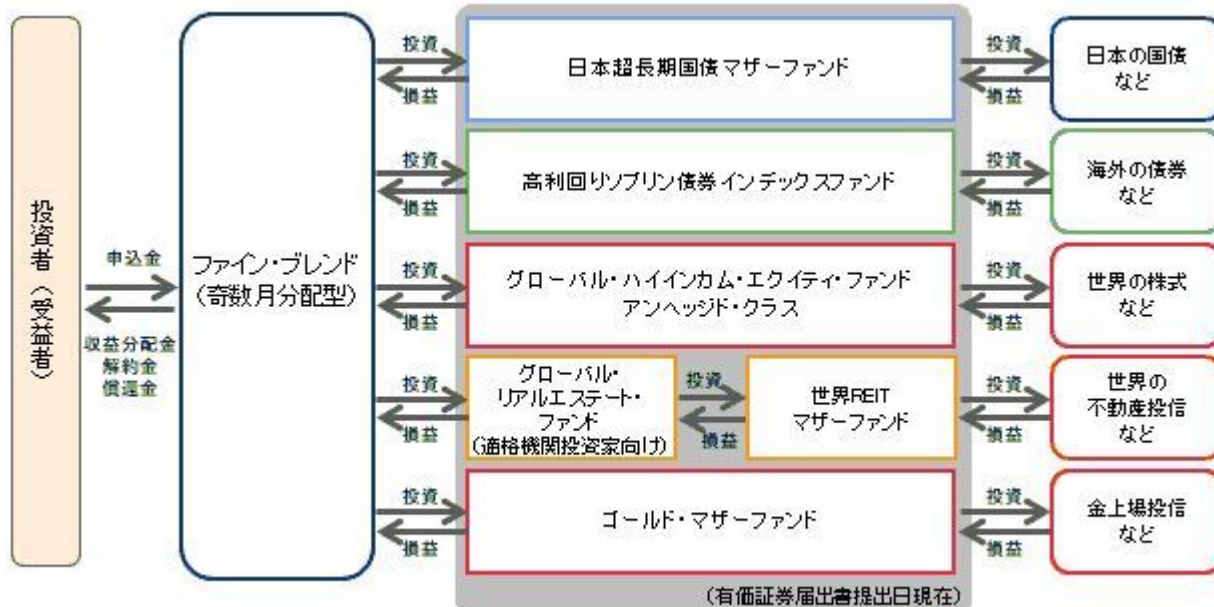 投資者（受益者）
申込金
収益分配金
解約金
償還金
ファイン・ブレンド
（奇数月分配型）
投資
損益
日本超長期国債マザーファンド
投資
損益
日本の国債
など
投資
損益
高利回りソブリン債券インデックスファンド
投資
損益
海外の債券
など
投資
損益
グローバル・ハイインカム・エクイティ・ファンド
アンヘッジド・クラス
投資
損益
世界の株式
など
投資
損益
グローバル・
リアルエステート・
ファンド
（適格機関投資家向け）
投資
損益
世界REIT
マザーファンド
投資
損益
世界の
不動産投信
など
投資
損益
ゴールド・マザーファンド
投資
損益
金上場投信
など
（有価証券届出書提出日現在）